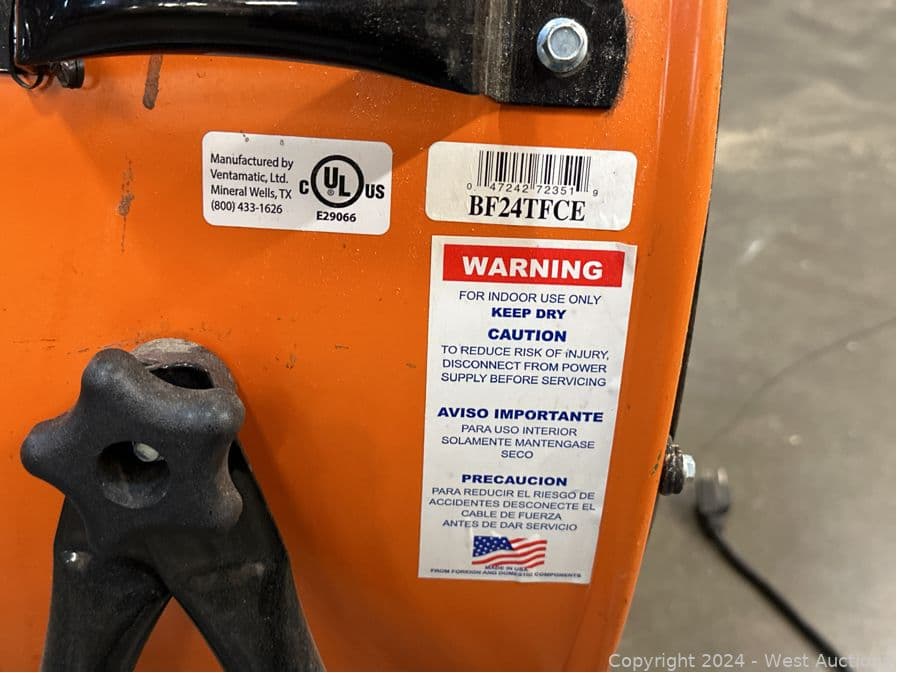 Manufactured by
Ventamatic, Ltd.
Mineral Wells, TX
(800) 433-1626
C UL ® US
E29066
0 47242 72351 9
BF24TFCE
WARNING
FOR INDOOR USE ONLY
KEEP DRY
CAUTION
TO REDUCE RISK OF INJURY,
DISCONNECT FROM POWER
SUPPLY BEFORE SERVICING
AVISO IMPORTANTE
PARA USO INTERIOR
SOLAMENTE MANTENGASE
SECO
PRECAUCION
PARA REDUCIR EL RIESGO DE
ACCIDENTES DESCONECTE EL
CABLE DE FUERZA
ANTES DE DAR SERVICIO
MADE IN USA
FROM FOREIGN AND DOMESTIC COMPONENTS
Copyright 2024 - West Auctions